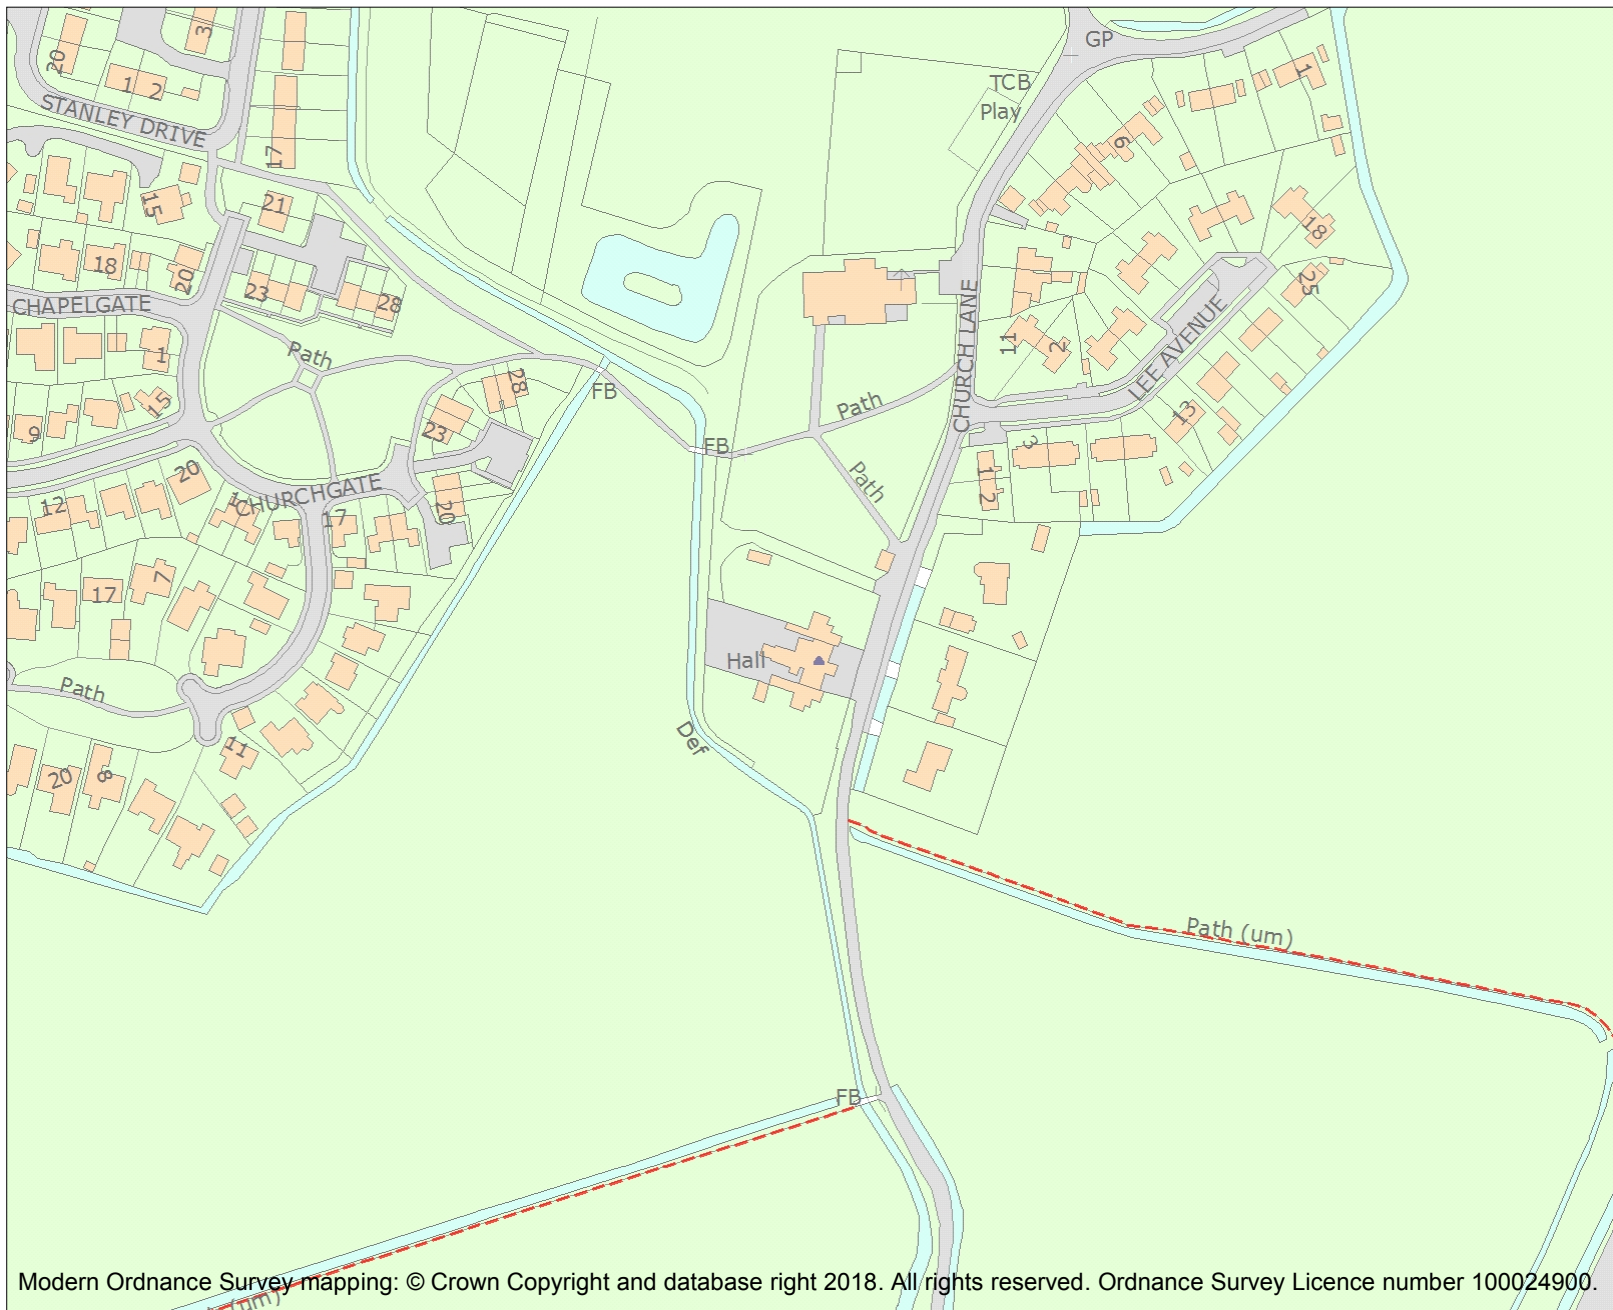 GP
3
20
1 2
TCB
Play
1
STANLEY DRIVE
6
17
15
21
18
18
20
25
23
28
CHAPELGATE
CHURCH LANE
11
2
LEE AVENUE
1
Path
28
FB
Path
15
13
9
23
FB
3
20
Path
1 2
12
1
CHURCHGATE
17
20
17
7
Hall
Path
Def
11
20
8
Path (um)
FB
Modern Ordnance Survey mapping: © Crown Copyright and database right 2018. All rights reserved. Ordnance Survey Licence number 100024900.
(um)